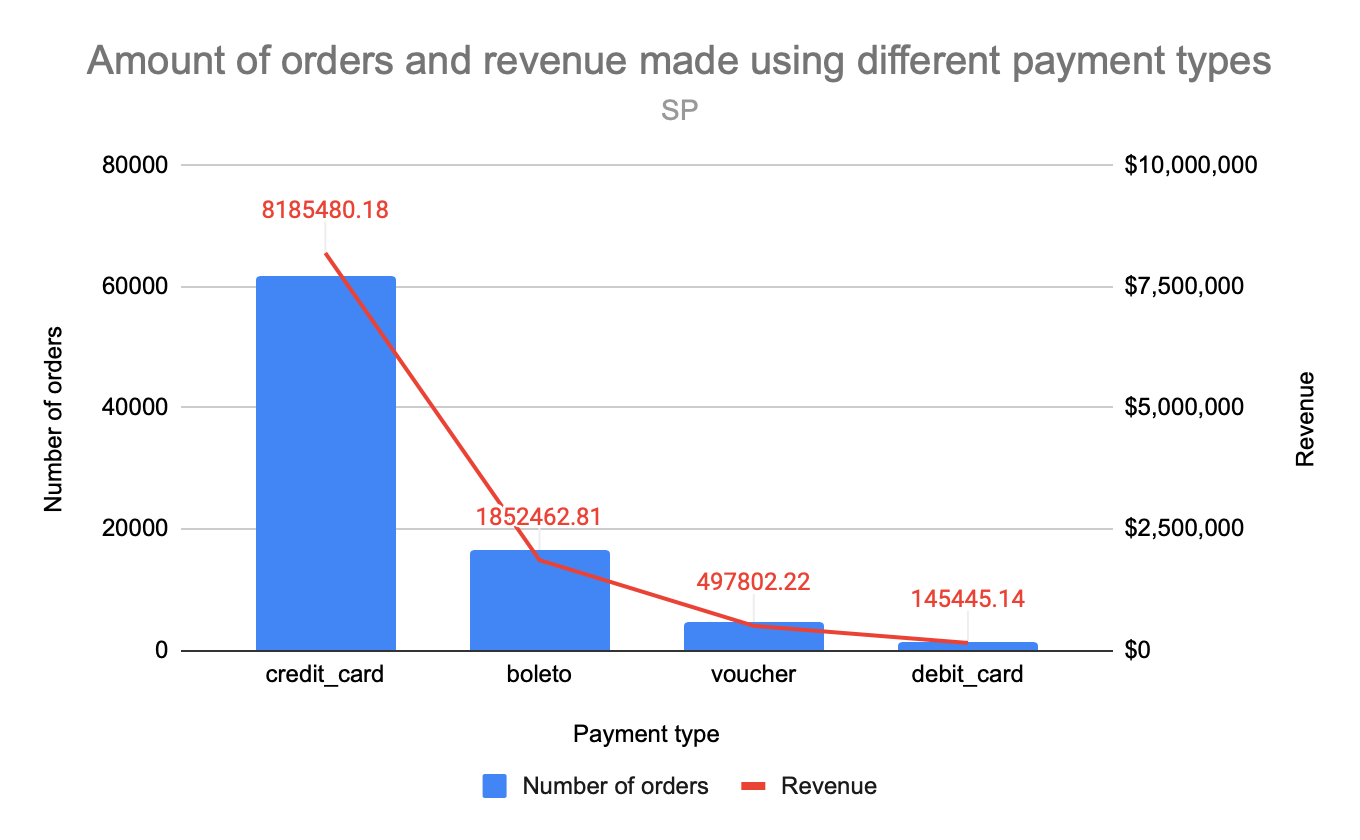 Amount of orders and revenue made using different payment types
SP
80000
60000
40000
20000
0
Number of orders
$10,000,000
$7,500,000
$5,000,000
$2,500,000
$0
Revenue
8185480.18
1852462.81
497802.22
145445.14
credit_card boleto voucher debit_card
Payment type
Number of orders Revenue